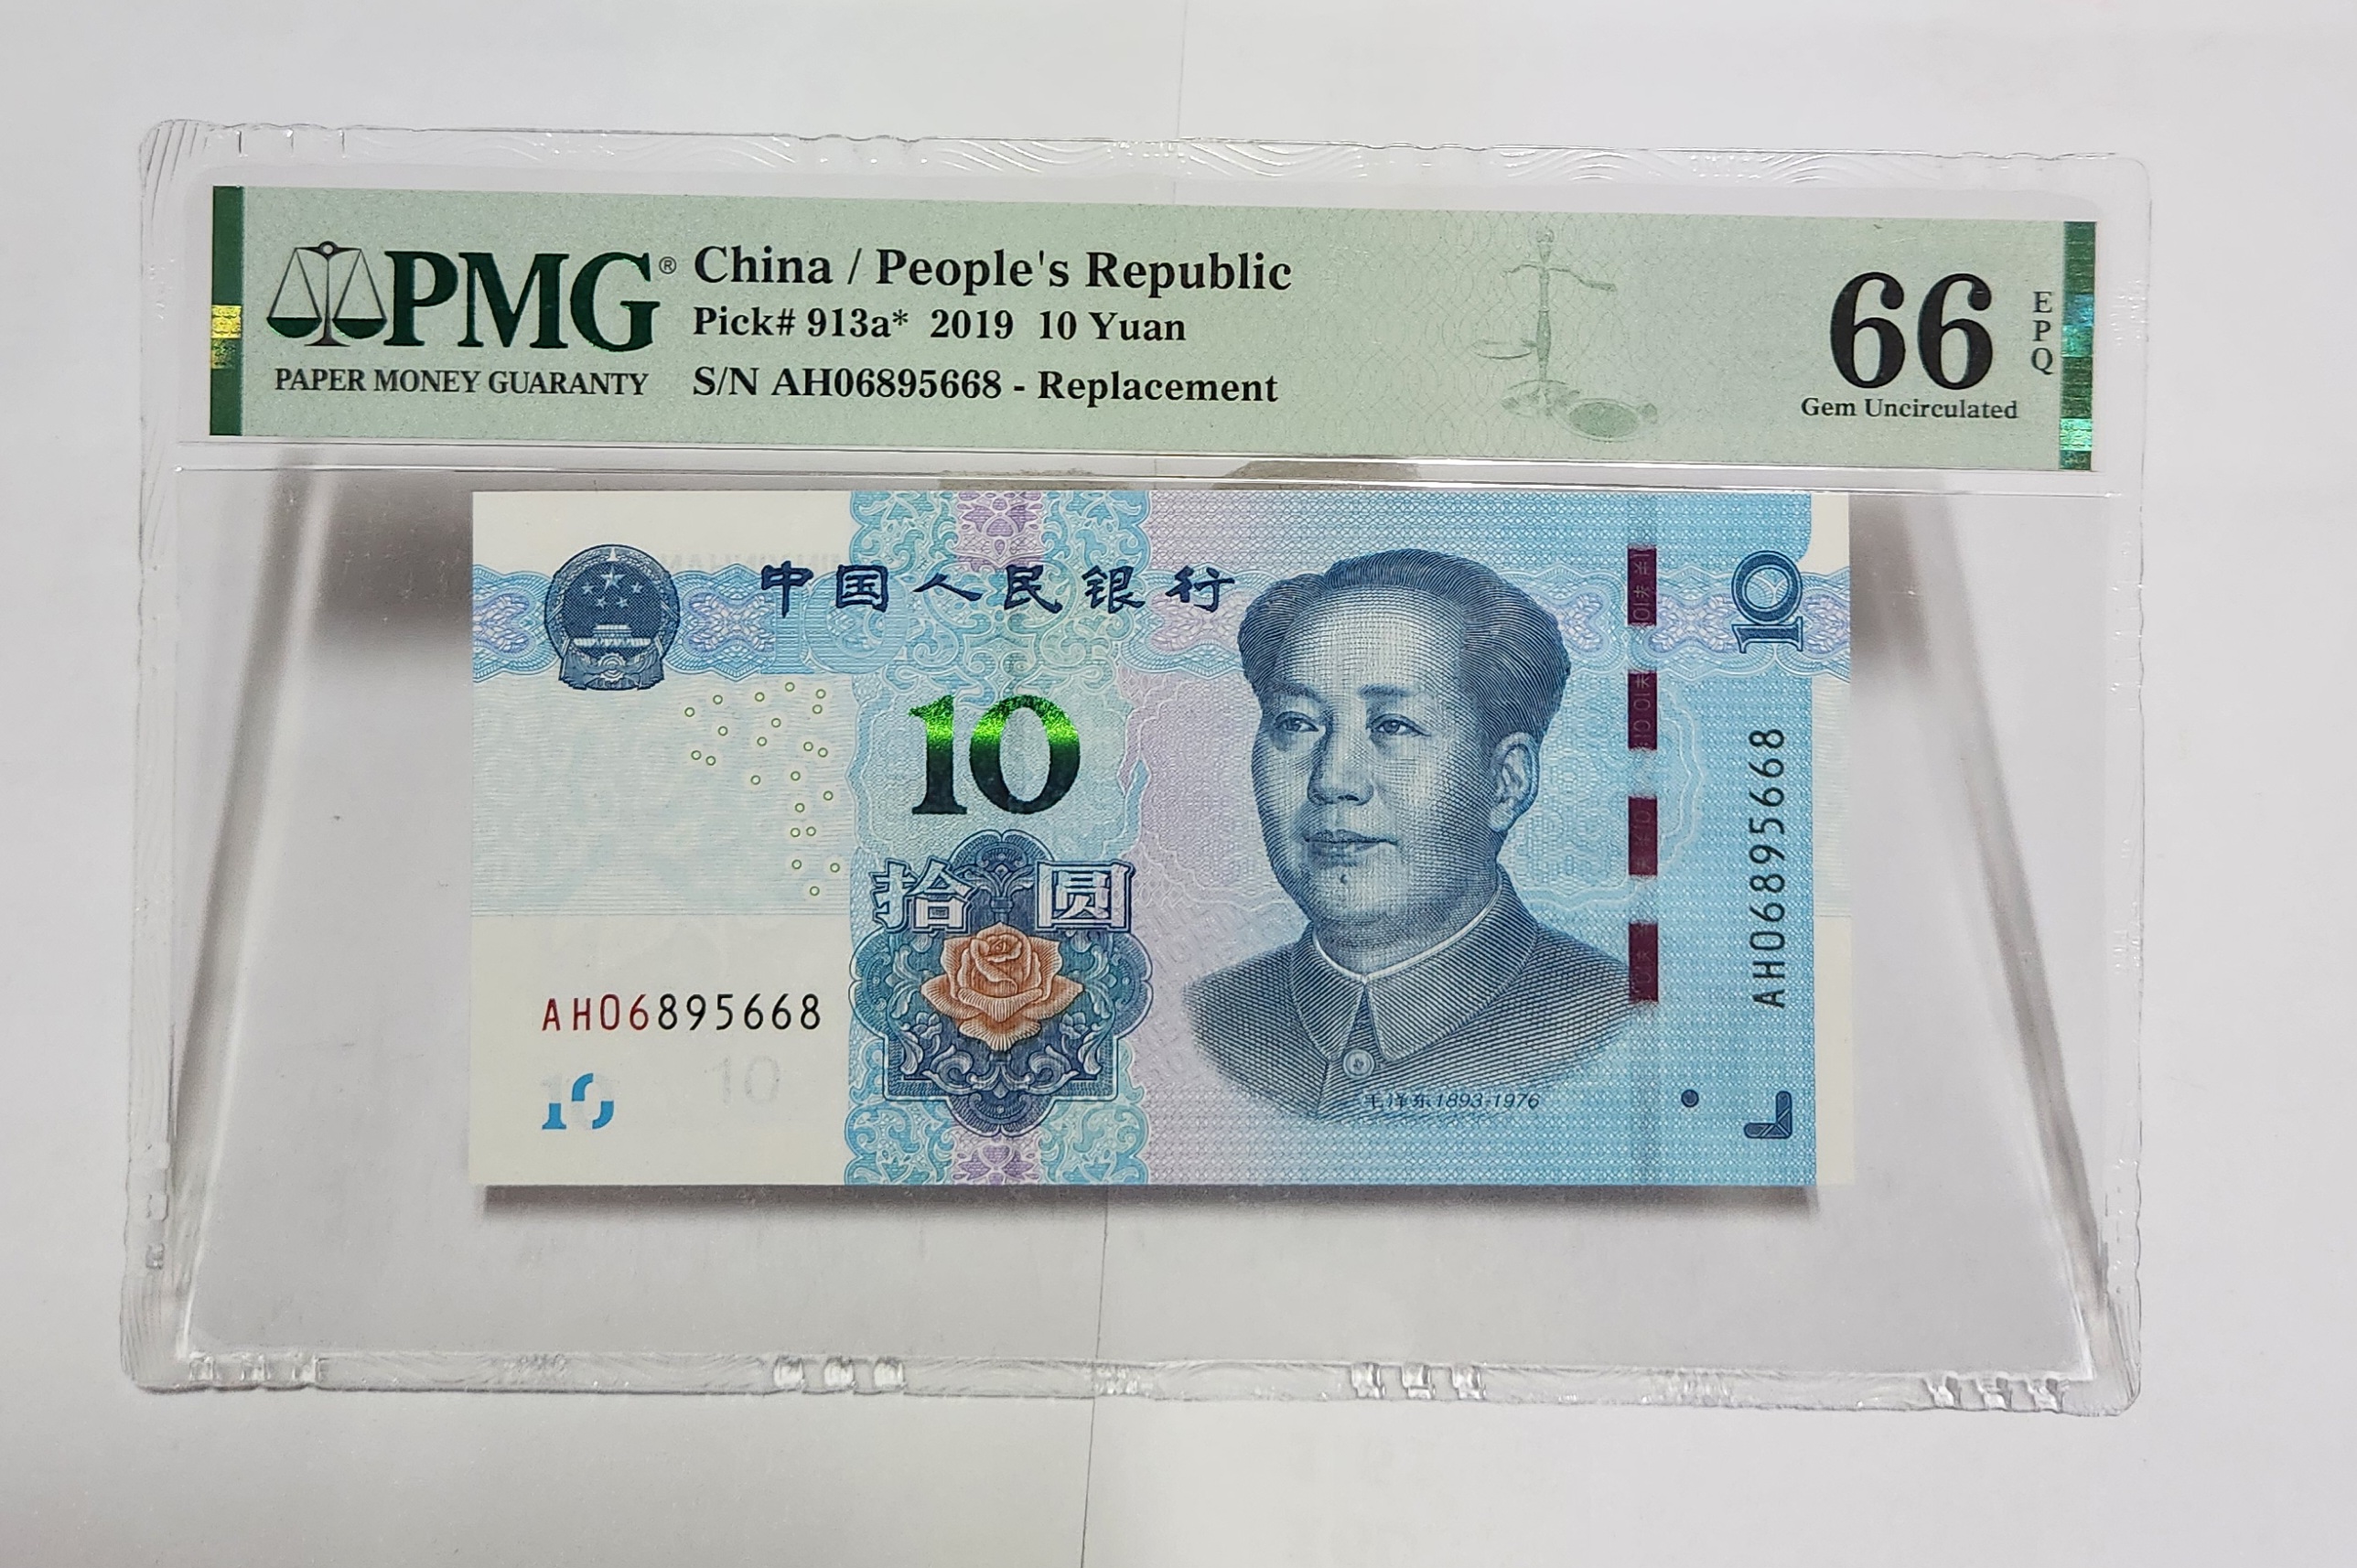 PMG®
PAPER MONEY GUARANTY
China / People's Republic
Pick# 913a* 2019 10 Yuan
S/N AH06895668 - Replacement
66
EPQ
Gem Uncirculated
中国人民银行
10
10
拾圆
AH06895668
AH06895668
10
10
毛泽东1893-1976